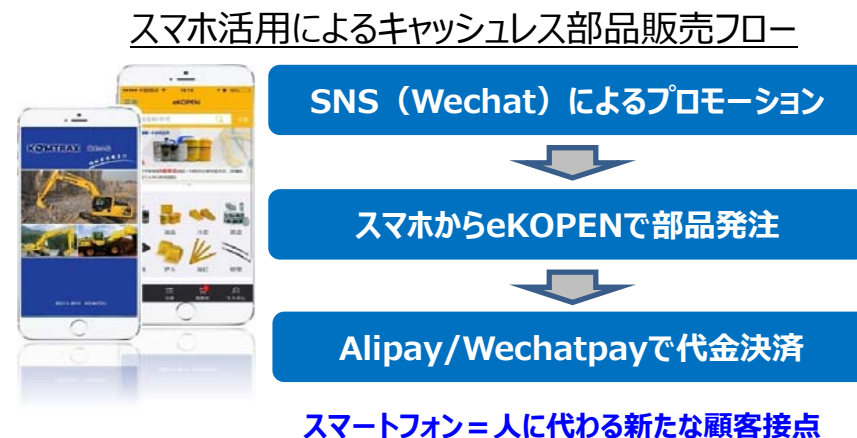 スマホ活用によるキャッシュレス部品販売フロー
SNS（Wechat）によるプロモーション
スマホからeKOPENで部品発注
Alipay/Wechatpayで代金決済
スマートフォン＝人に代わる新たな顧客接点
KOMTRAX
eKOPEN